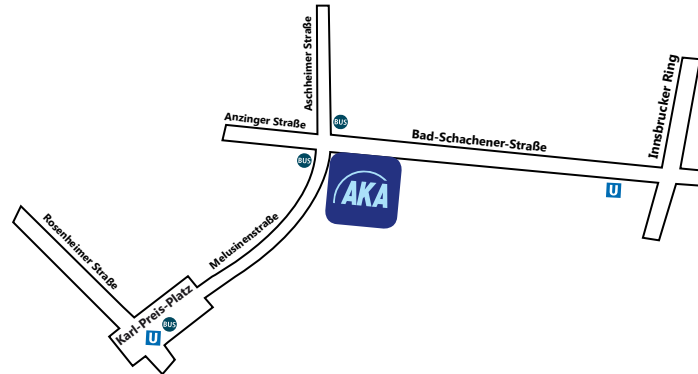 Aschheimer Straße
Anzinger Straße
BUS
Bad-Schachener-Straße
Innsbrucker Ring
BUS
AKA
U
Rosenheimer Straße
Melusinenstraße
Karl-Preis-Platz
BUS
U